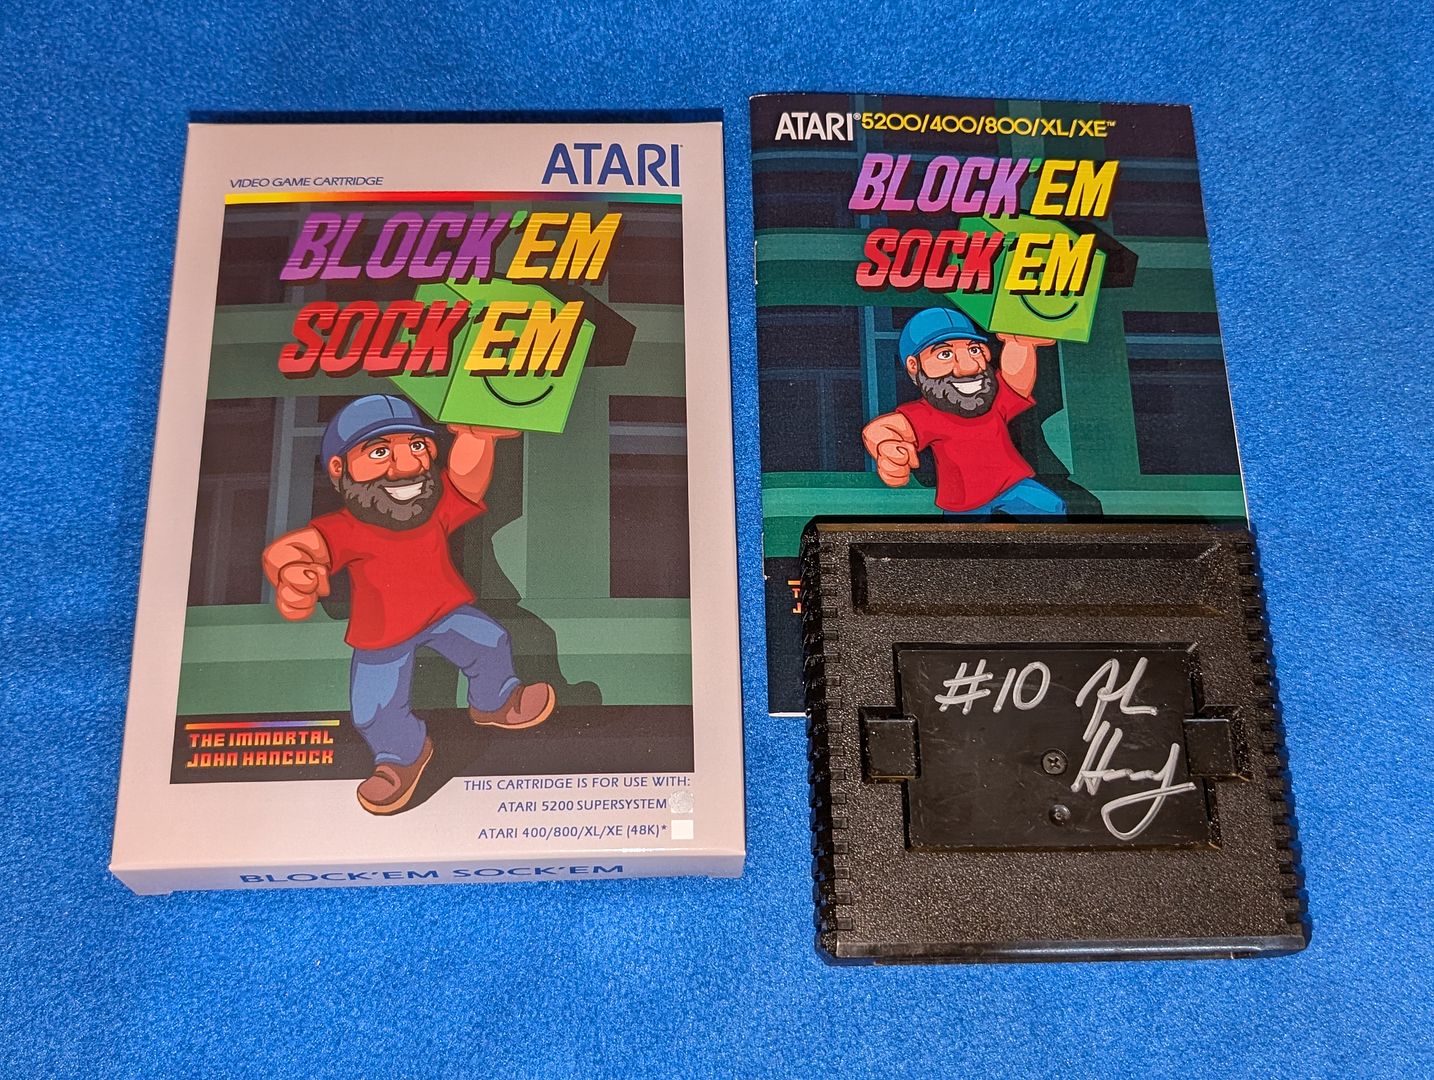 VIDEO GAME CARTRIDGE
ATARI
BLOCK'EM
SOCK'EM
THE IMMORTAL
JOHN HANCOCK
THIS CARTRIDGE IS FOR USE WITH:
ATARI 5200 SUPERSYSTEM
ATARI 400/800/XL/XE (48K)*
BLOCK'EM SOCK'EM
ATARI® 5200/400/800/XL/XE™
BLOCK'EM
SOCK'EM
#10 John
Hancock